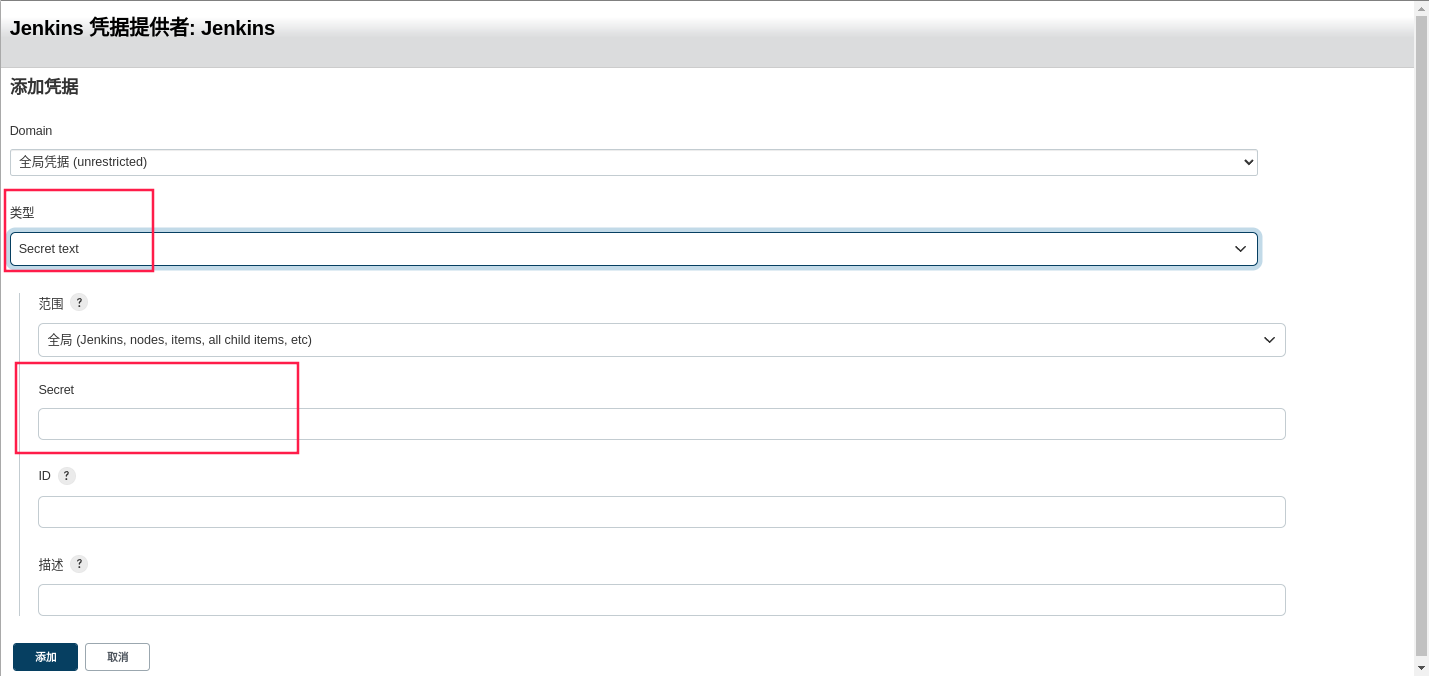 Jenkins 凭据提供者: Jenkins
添加凭据
Domain
全局凭据 (unrestricted)
类型
Secret text
范围 ?
全局 (Jenkins, nodes, items, all child items, etc)
Secret
ID ?
描述 ?
添加 取消